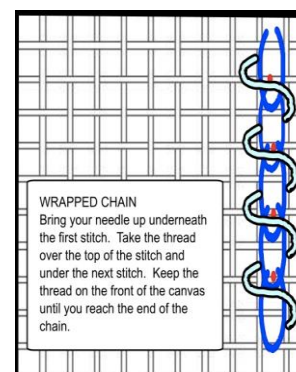 WRAPPED CHAIN
Bring your needle up underneath
the first stitch.  Take the thread
over the top of the stitch and
under the next stitch.  Keep the
thread on the front of the canvas
until you reach the end of the
chain.